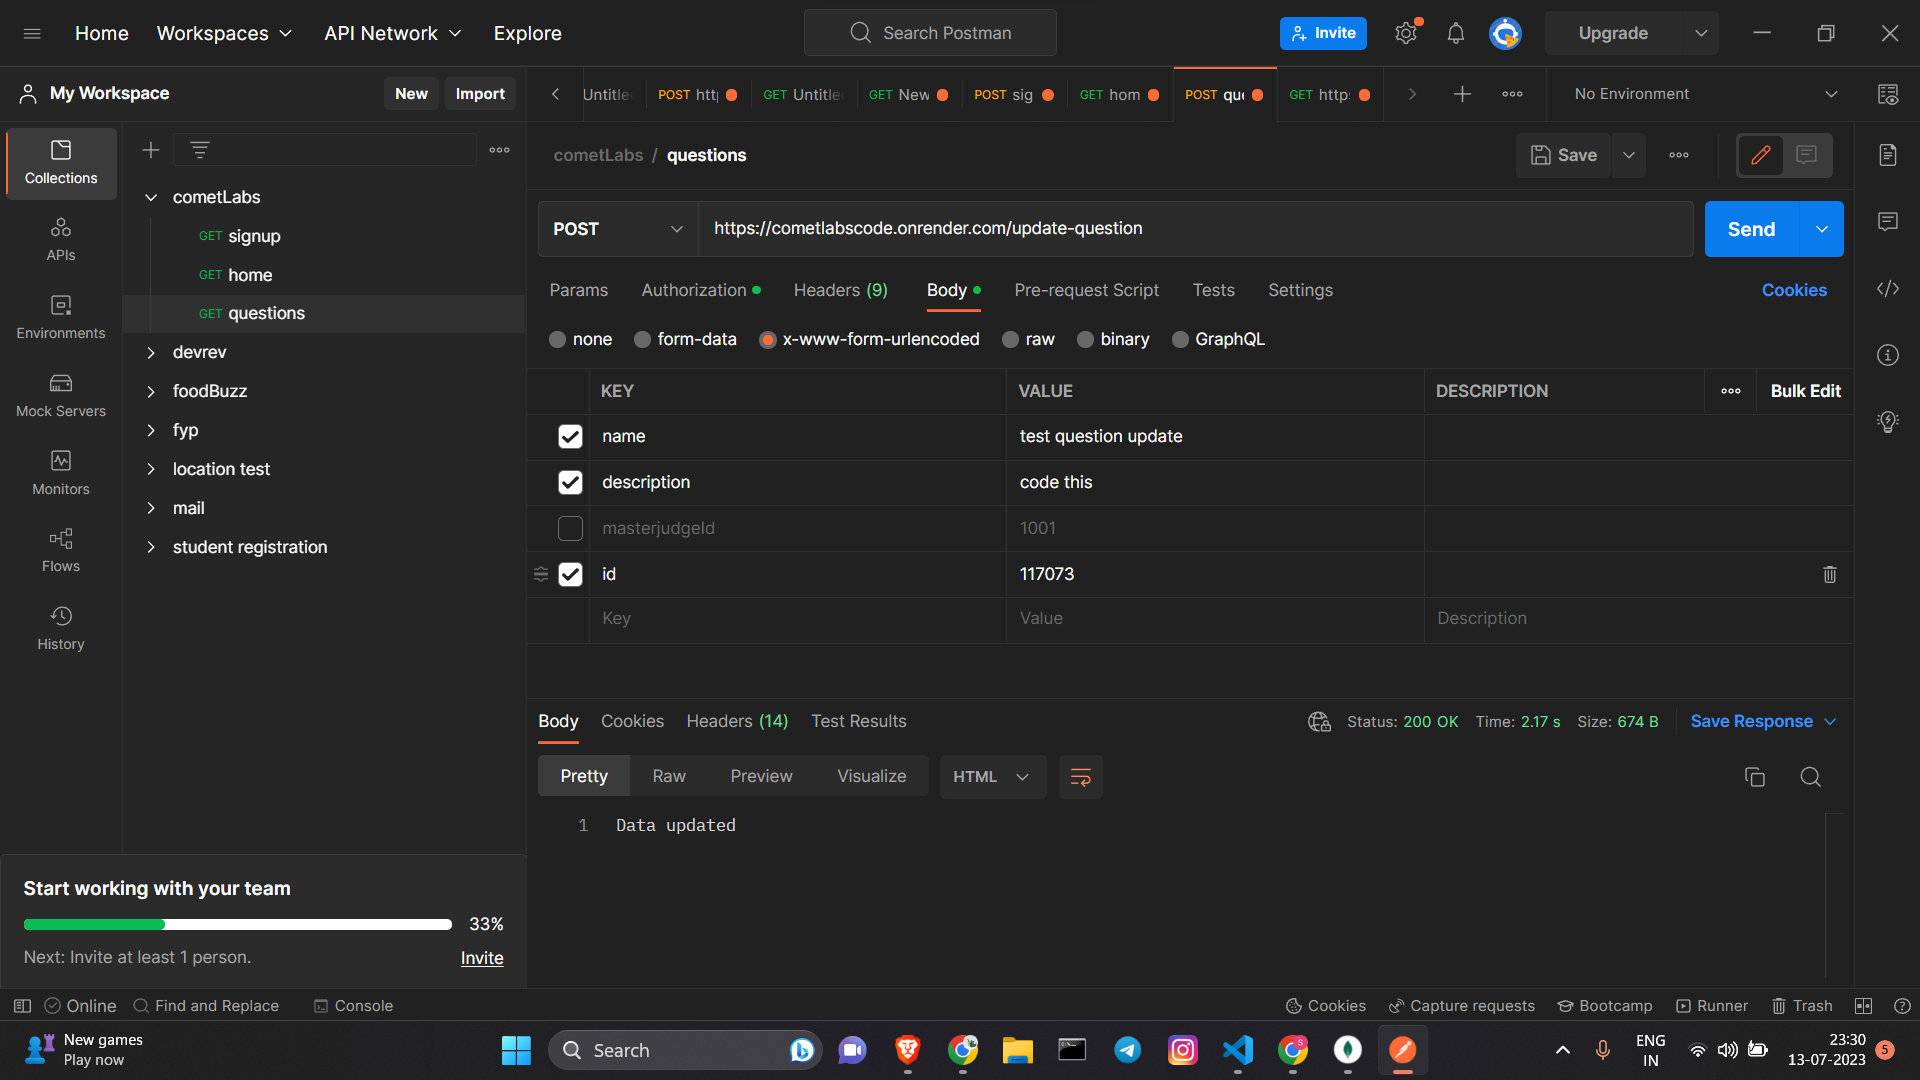 Home Workspaces API Network Explore Search Postman Invite Upgrade
My Workspace New Import
Untitle POST htt GET Untitle GET New POST sig GET hom POST que GET http: No Environment
Collections
APIs
Environments
Mock Servers
Monitors
Flows
History
cometLabs
GET signup
GET home
GET questions
devrev
foodBuzz
fyp
location test
mail
student registration
cometLabs / questions Save
POST https://cometlabscode.onrender.com/update-question Send
Params Authorization Headers (9) Body Pre-request Script Tests Settings Cookies
none form-data x-www-form-urlencoded raw binary GraphQL
KEY VALUE DESCRIPTION Bulk Edit
name test question update
description code this
masterjudgeId 1001
id 117073
Key Value Description
Body Cookies Headers (14) Test Results Status: 200 OK Time: 2.17 s Size: 674 B Save Response
Pretty Raw Preview Visualize HTML
1 Data updated
Start working with your team
33%
Next: Invite at least 1 person. Invite
Online Find and Replace Console Cookies Capture requests Bootcamp Runner Trash
New games
Play now
Search
ENG
IN
23:30
13-07-2023
5